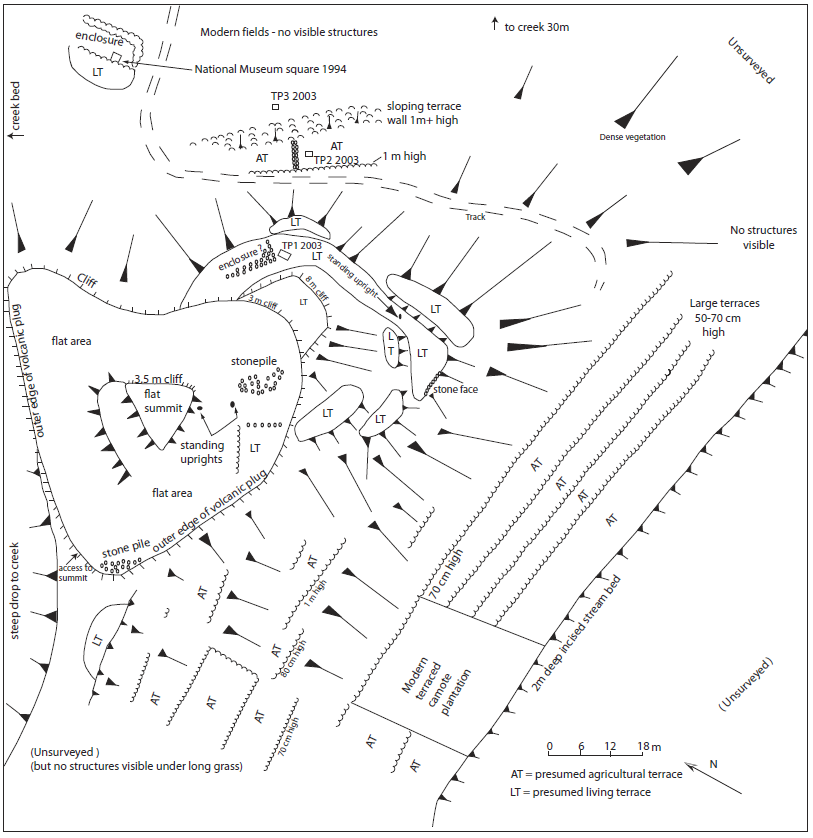 enclosure
LT
Modern fields - no visible structures
to creek 30m
Unsurveyed
National Museum square 1994
creek bed
TP3 2003
sloping terrace
wall 1m+ high
Dense vegetation
AT
AT
TP2 2003
1 m high
Track
No structures
visible
LT
enclosure ?
TP1 2003
LT
standing upright
Cliff
3 m cliff
8 m cliff
LT
LT
Large terraces
50-70 cm
high
outer edge of volcanic plug
flat area
L
T
LT
stonepile
stone face
3.5 m cliff
flat
summit
LT
LT
standing
uprights
LT
AT
AT
AT
AT
flat area
outer edge of volcanic plug
stone pile
access to
summit
steep drop to creek
AT
1 m high
70 cm high
AT
2m deep incised stream bed
LT
AT
80 cm high
Modern
terraced
camote
plantation
(Unsurveyed )
AT
AT
AT
70 cm high
AT
AT
(Unsurveyed )
(but no structures visible under long grass)
0 6 12 18 m
N
AT = presumed agricultural terrace
LT = presumed living terrace